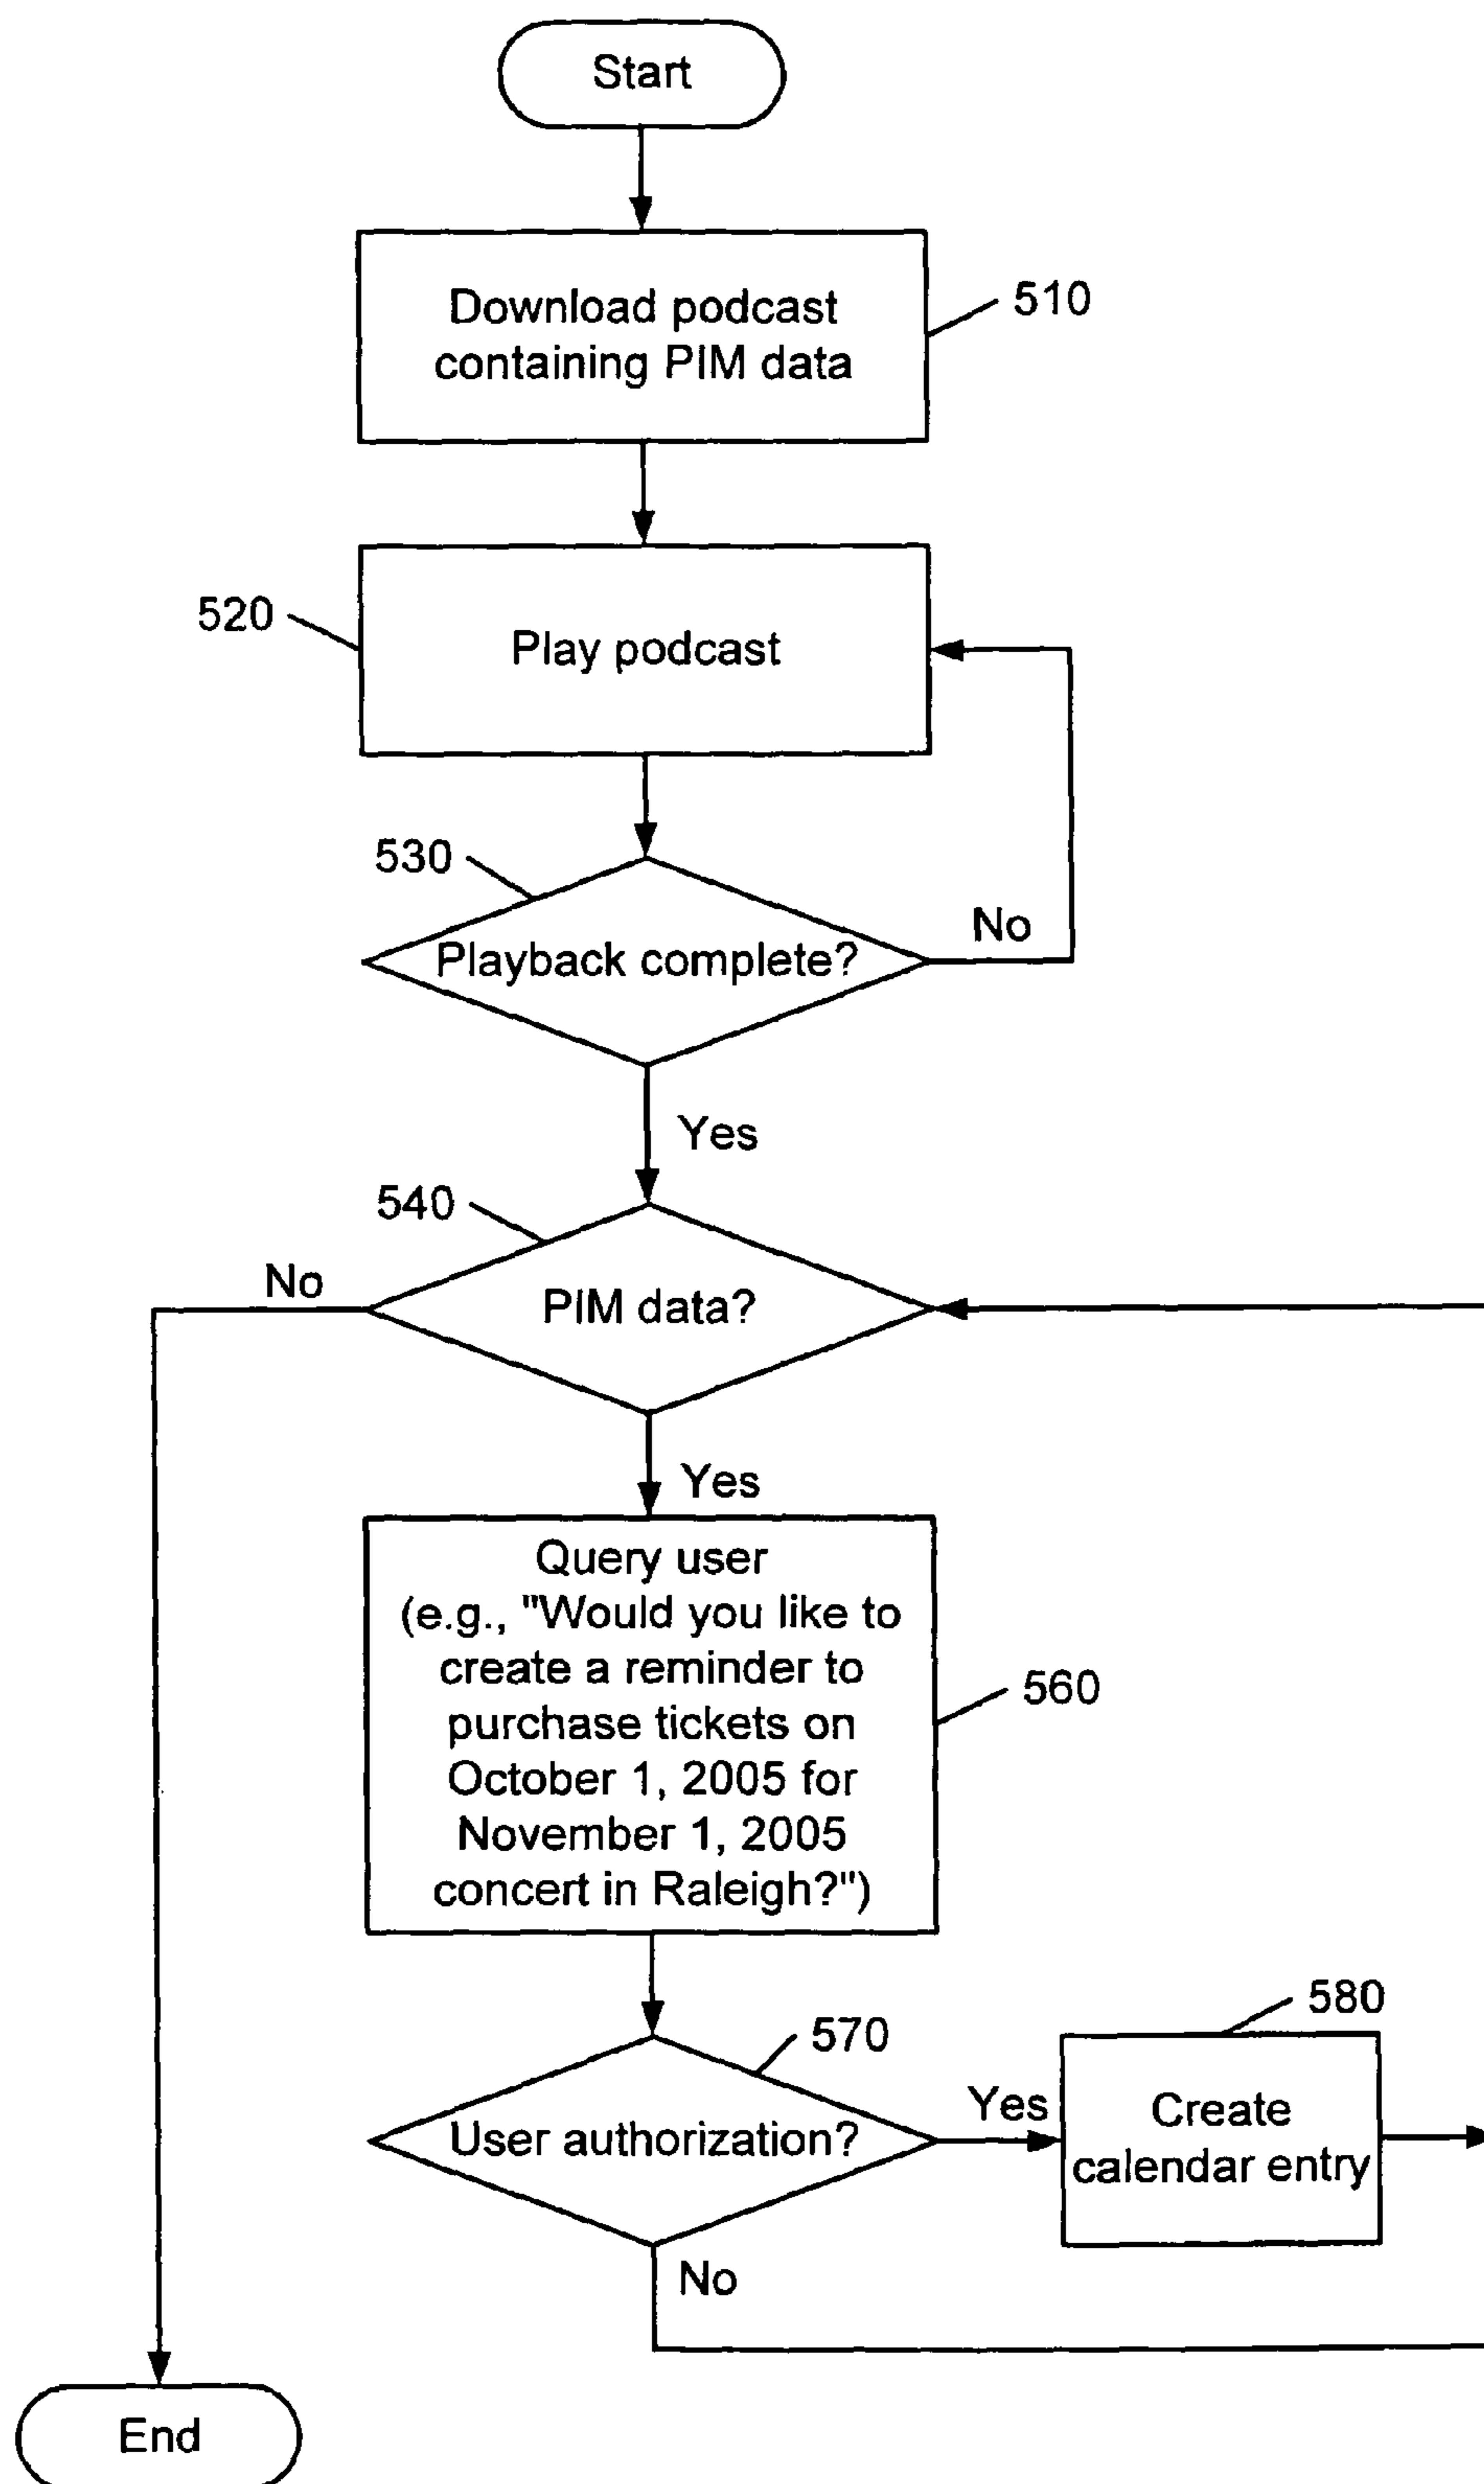 Start
Download podcast
containing PIM data
510
520
Play podcast
530
Playback complete?
No
Yes
540
No
PIM data?
Yes
Query user
(e.g., "Would you like to
create a reminder to
purchase tickets on
October 1, 2005 for
November 1, 2005
concert in Raleigh?")
560
570
580
User authorization?
Yes
Create
calendar entry
No
End